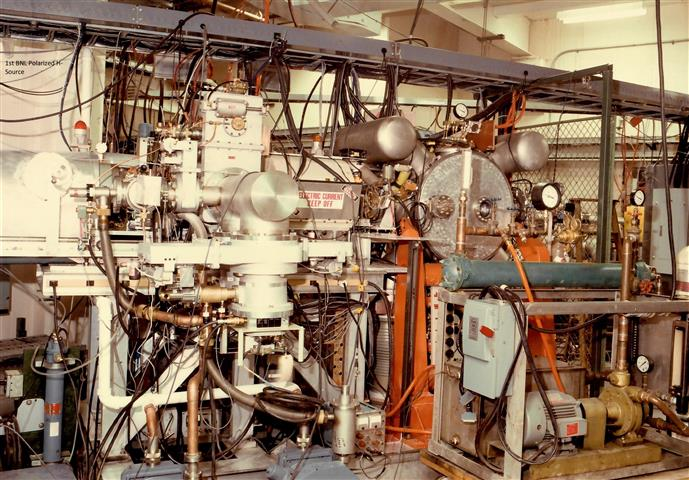 1st BNL Polarized H-
Source
ELECTRIC CURRENT
KEEP OFF